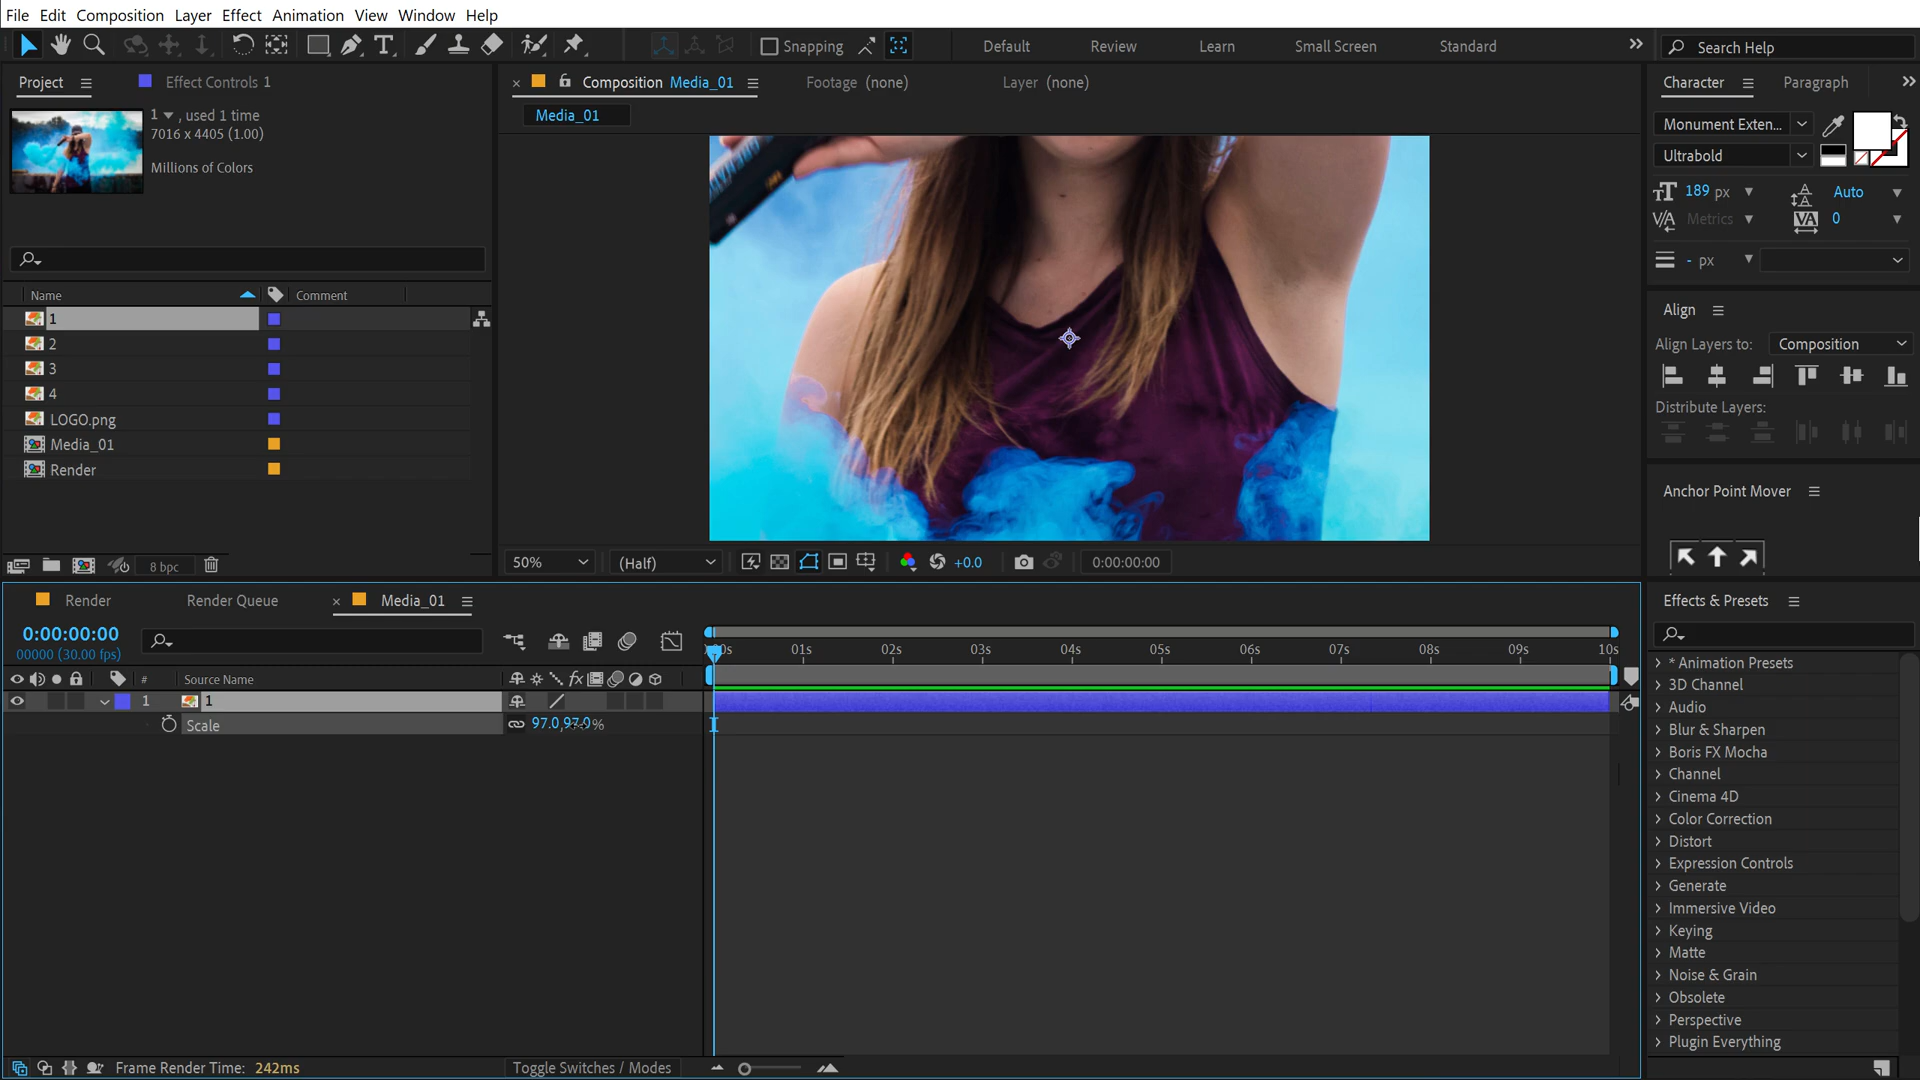 File Edit Composition Layer Effect Animation View Window Help
Snapping Default Review Learn Small Screen Standard Search Help
Project Effect Controls 1 Composition Media_01 Footage (none) Layer (none) Character Paragraph
1 , used 1 time
7016 x 4405 (1.00)
Millions of Colors
Media_01
Monument Exten...
Ultrabold
189 px Auto
Metrics 0
- px
Name Comment
1
2
3
4
LOGO.png
Media_01
Render
8 bpc
50% (Half) +0.0 0:00:00:00
Align
Align Layers to: Composition
Distribute Layers:
Anchor Point Mover
Render Render Queue Media_01
0:00:00:00
00000 (30.00 fps)
01s 02s 03s 04s 05s 06s 07s 08s 09s 10s
# Source Name
1 1
Scale 97.0,97.0%
Frame Render Time: 242ms Toggle Switches / Modes
Effects & Presets
* Animation Presets
3D Channel
Audio
Blur & Sharpen
Boris FX Mocha
Channel
Cinema 4D
Color Correction
Distort
Expression Controls
Generate
Immersive Video
Keying
Matte
Noise & Grain
Obsolete
Perspective
Plugin Everything